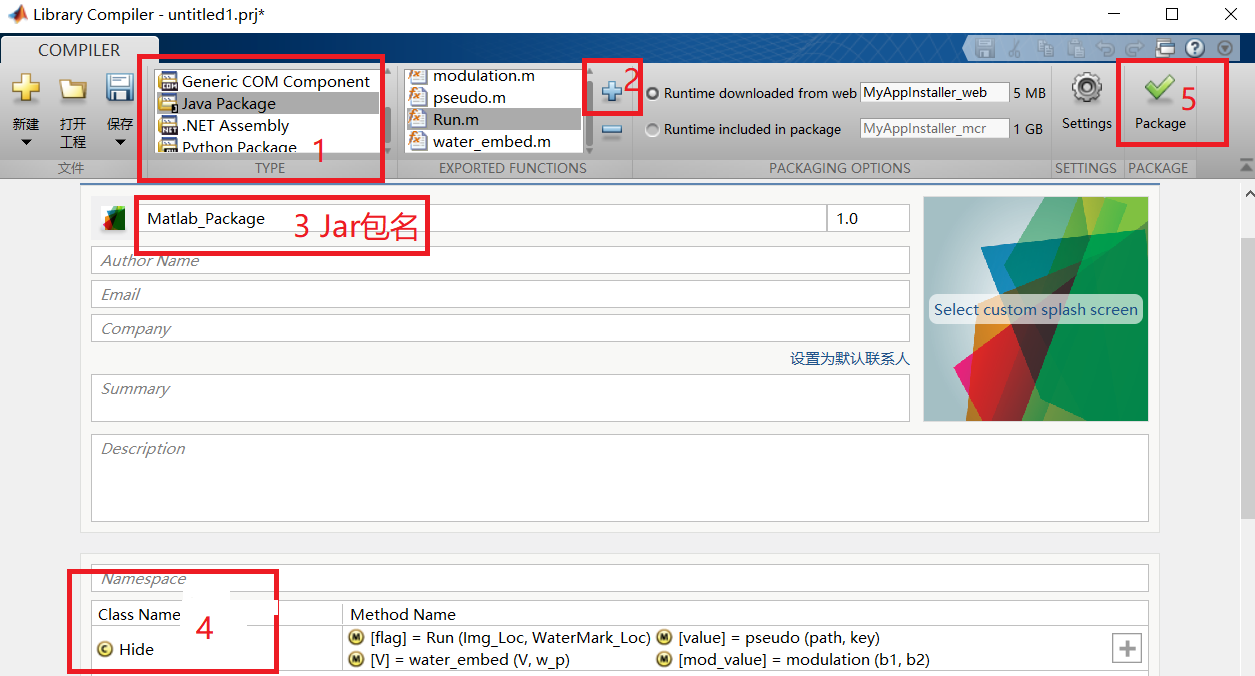 Library Compiler - untitled1.prj*
COMPILER
新建
打开
工程
保存
文件
Generic COM Component
Java Package
.NET Assembly
Python Package
1
TYPE
modulation.m
pseudo.m
Run.m
water_embed.m
2
EXPORTED FUNCTIONS
Runtime downloaded from web MyAppInstaller_web 5 MB
Runtime included in package MyAppInstaller_mcr 1 GB
PACKAGING OPTIONS
Settings
SETTINGS
Package
5
PACKAGE
Matlab_Package
3 Jar包名
1.0
Author Name
Email
Company
设置为默认联系人
Summary
Description
Select custom splash screen
Namespace
Class Name
4
Hide
Method Name
[flag] = Run (Img_Loc, WaterMark_Loc) [value] = pseudo (path, key)
[V] = water_embed (V, w_p) [mod_value] = modulation (b1, b2)